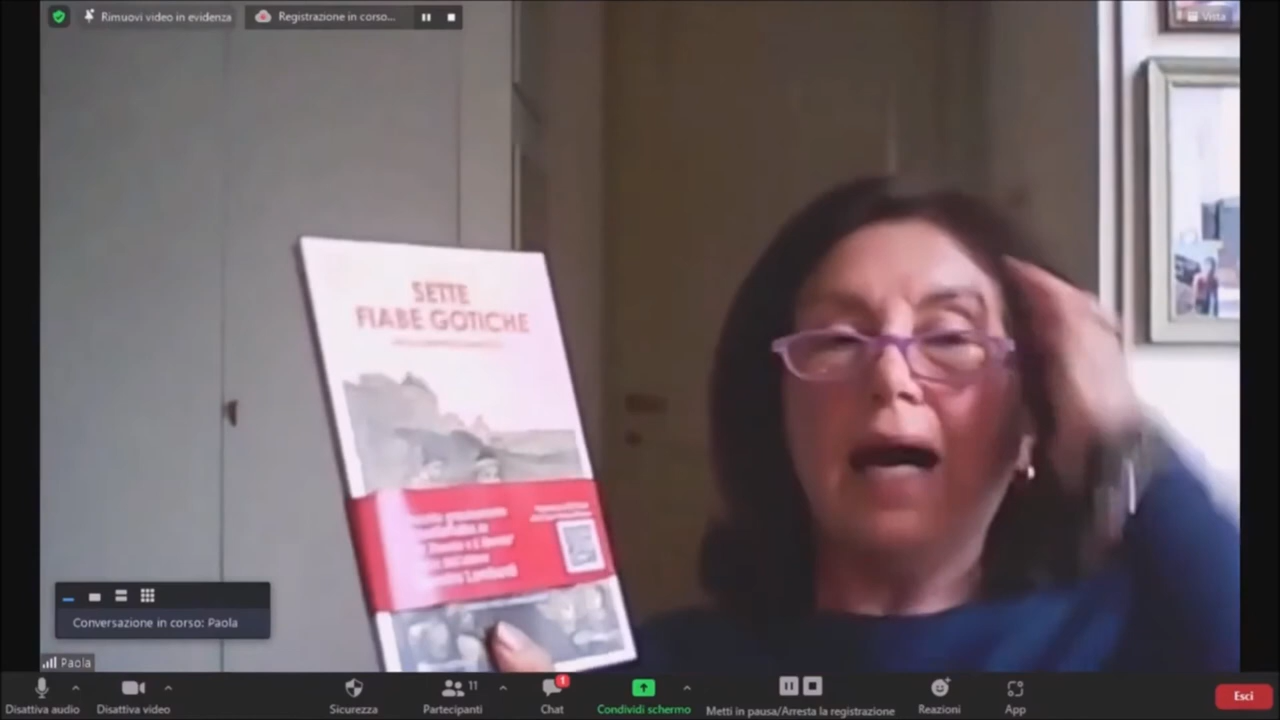 Rimuovi video in evidenza
Registrazione in corso...
Vista
SETTE
FIABE GOTICHE
Conversazione in corso: Paola
Paola
11
1
Disattiva audio
Disattiva video
Sicurezza
Partecipanti
Chat
Condividi schermo
Metti in pausa/Arresta la registrazione
Reazioni
App
Esci